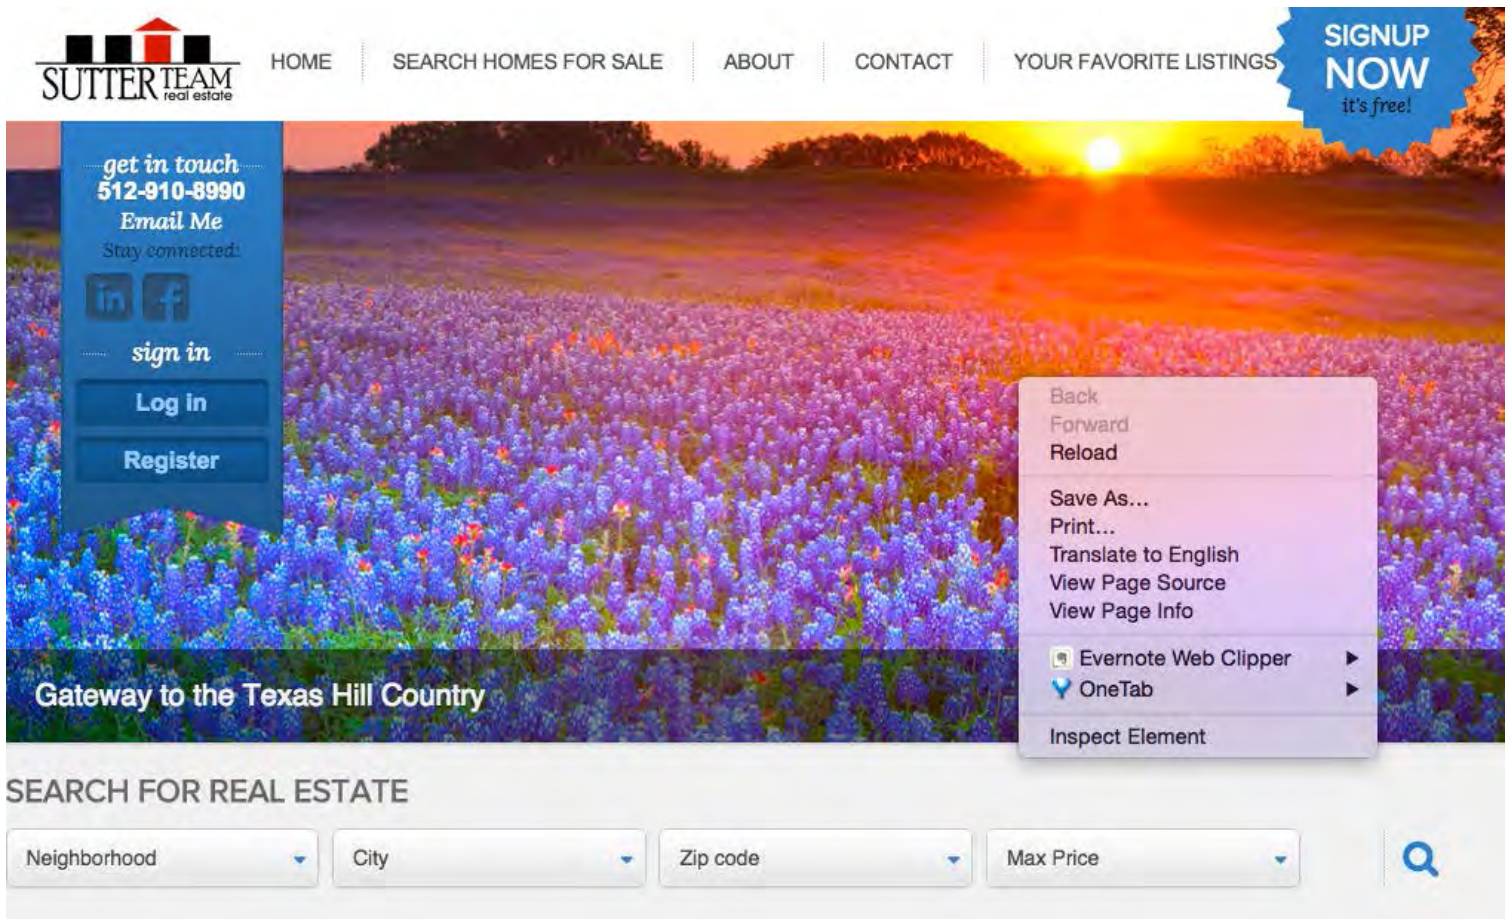 SUTTER TEAM
real estate
HOME
SEARCH HOMES FOR SALE
ABOUT
CONTACT
YOUR FAVORITE LISTINGS
SIGNUP
NOW
it's free!
get in touch
512-910-8990
Email Me
Stay connected:
in f
sign in
Log in
Register
Back
Forward
Reload
Save As...
Print...
Translate to English
View Page Source
View Page Info
Evernote Web Clipper
OneTab
Inspect Element
Gateway to the Texas Hill Country
SEARCH FOR REAL ESTATE
Neighborhood
City
Zip code
Max Price